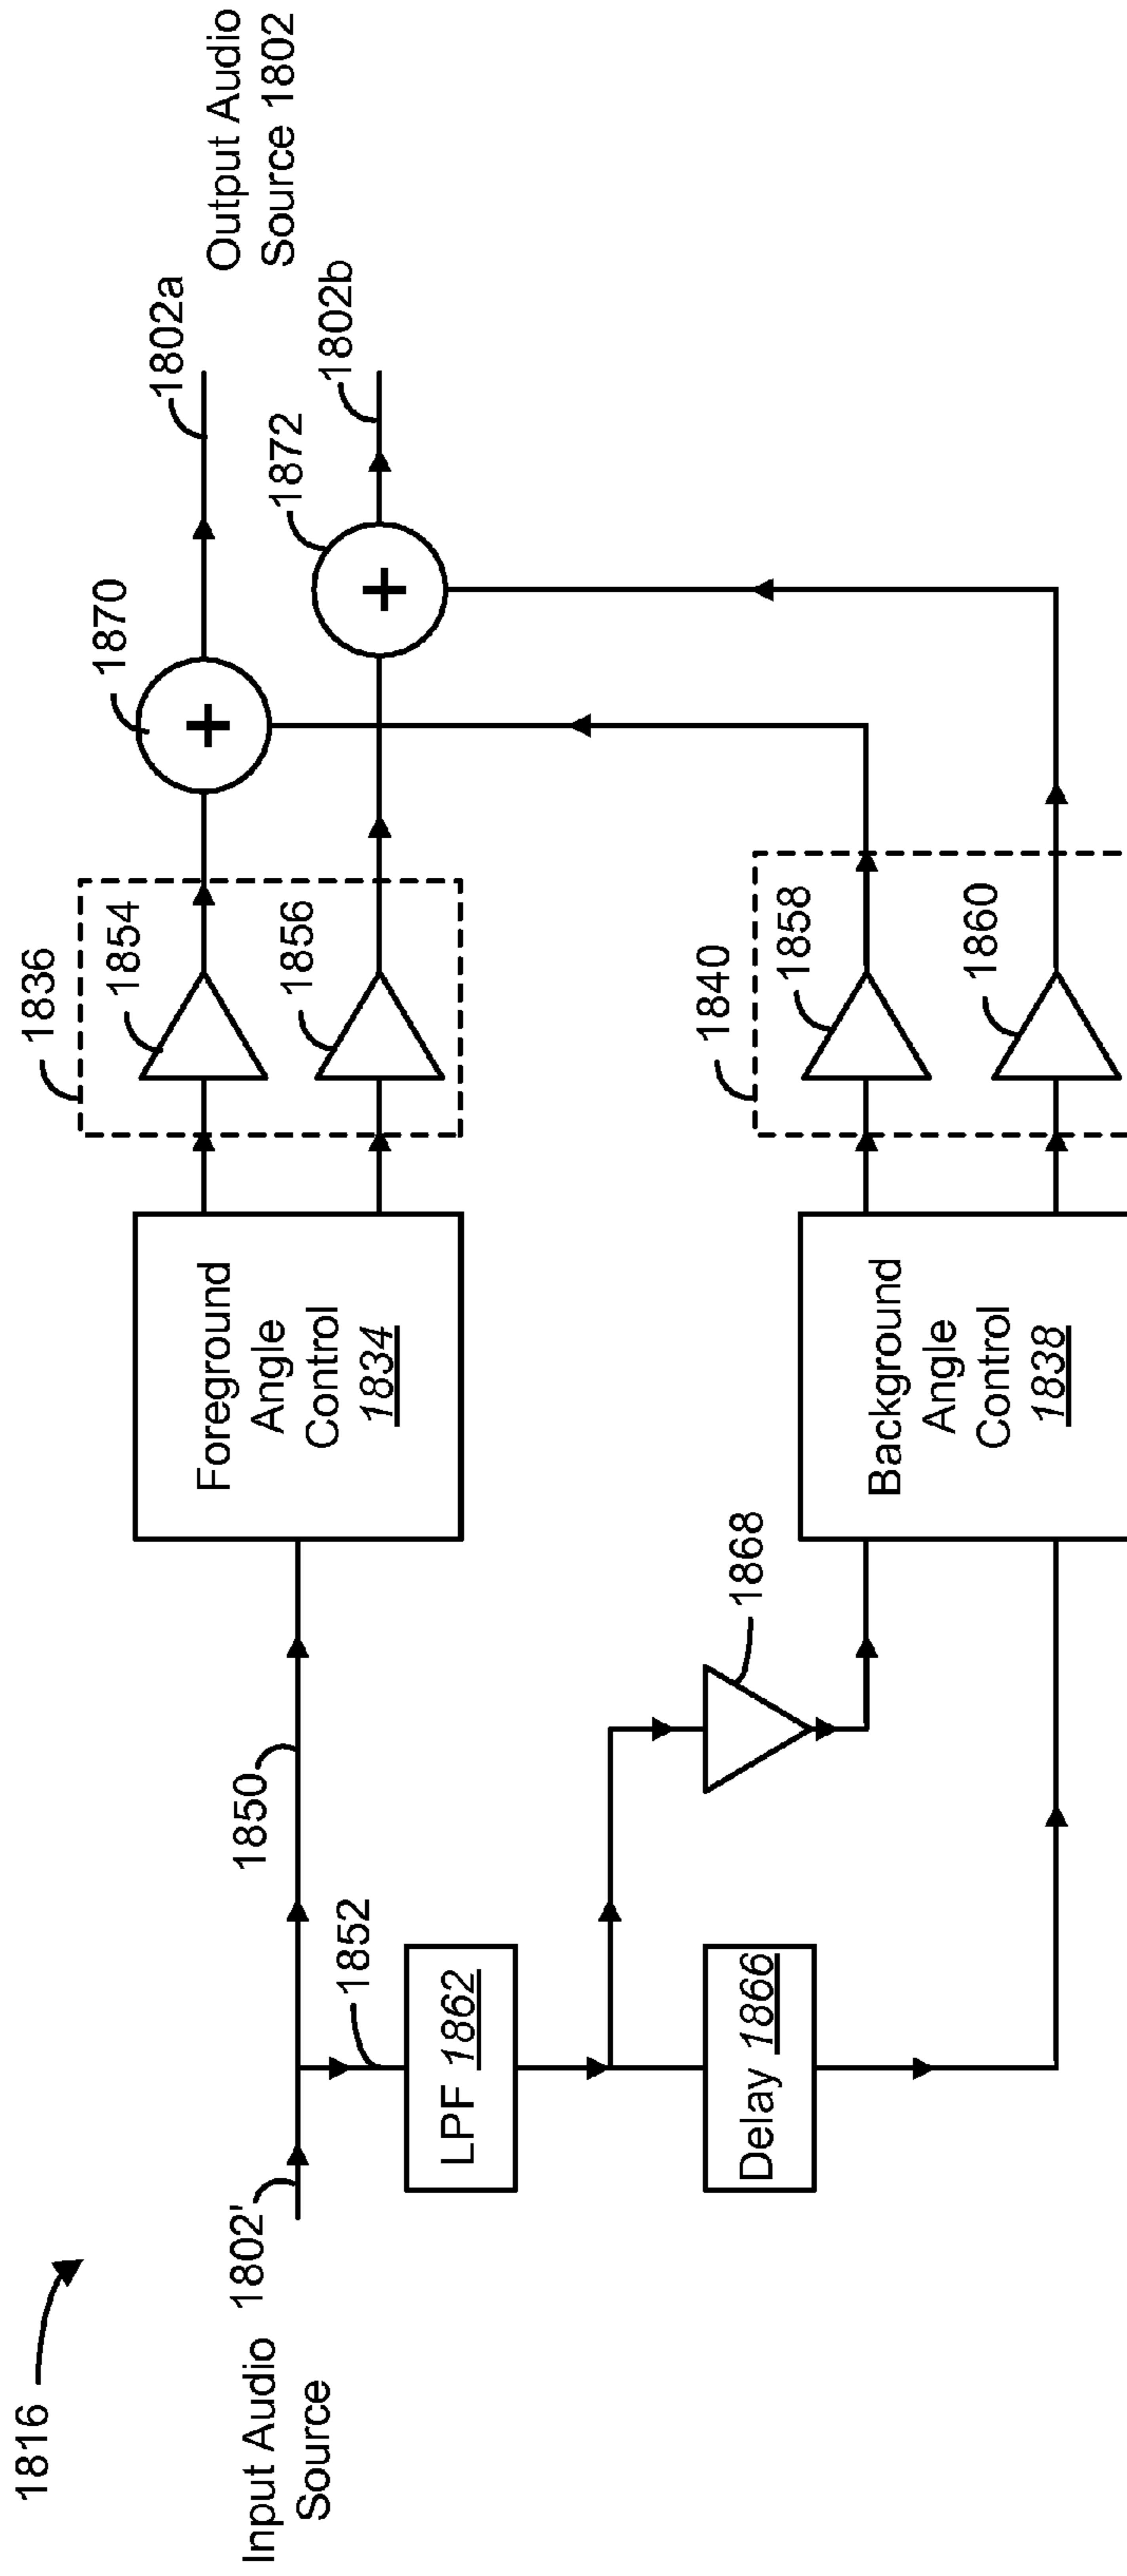 1816
Input Audio
Source
1802'
1850
1852
LPF 1862
Delay 1866
1868
Foreground
Angle
Control
1834
Background
Angle
Control
1838
1836
1854
1856
1840
1858
1860
1870
1872
1802a
1802b
Output Audio
Source 1802